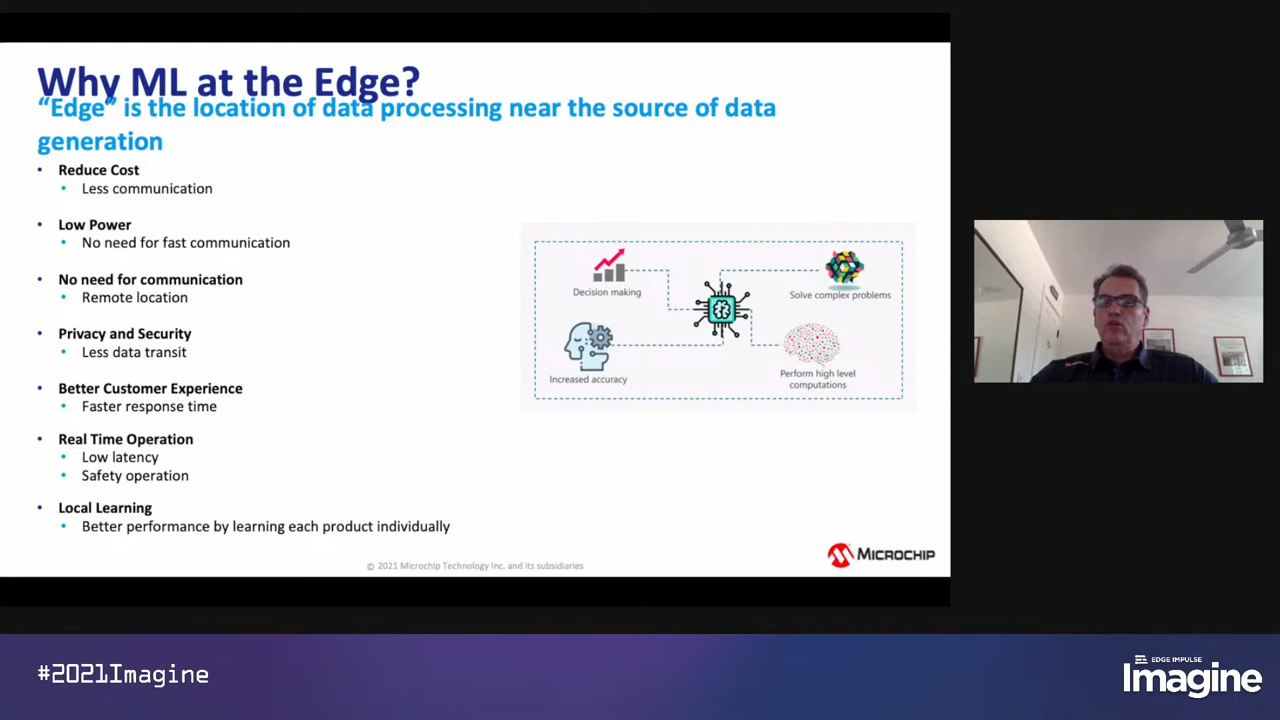 Why ML at the Edge?
“Edge” is the location of data processing near the source of data
generation
• Reduce Cost
• Less communication
• Low Power
• No need for fast communication
• No need for communication
• Remote location
• Privacy and Security
• Less data transit
• Better Customer Experience
• Faster response time
• Real Time Operation
• Low latency
• Safety operation
• Local Learning
• Better performance by learning each product individually
Decision making
Solve complex problems
Increased accuracy
Perform high level
computations
© 2021 Microchip Technology Inc. and its subsidiaries
MICROCHIP
#2021Imagine
EDGE IMPULSE
Imagine